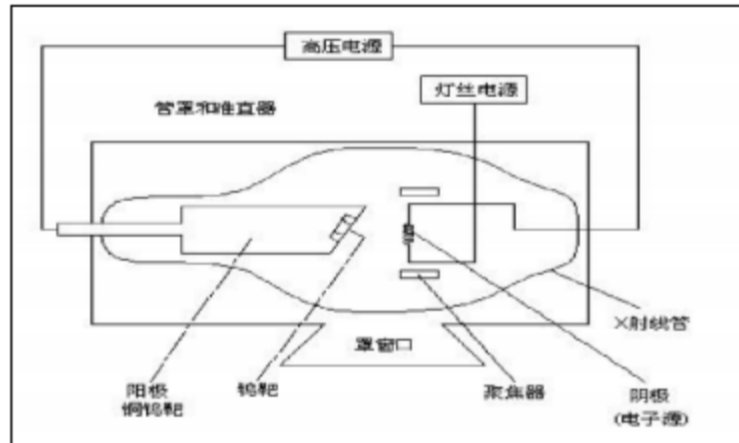 高压电源
灯丝电源
管罩和准直器
X射线管
罩窗口
阳极
铜钨靶
钨靶
聚焦器
阴极
(电子源)